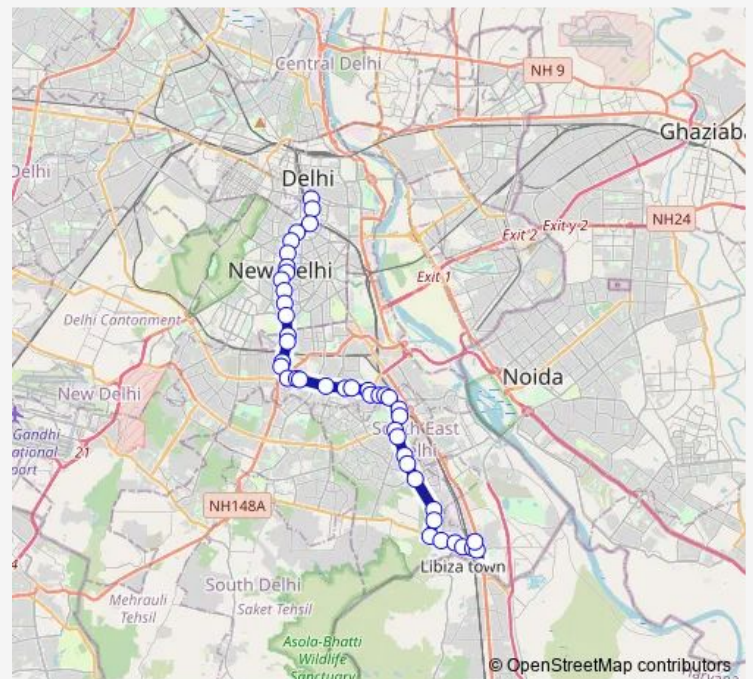 Central Delhi
NH 9
Ghaziab
Delhi
Delhi
NH24
Exit 2
Exit y 2
New Delhi
Exit 1
Delhi Cantonment
Noida
New Delhi
South East
Delhi
Gandhi
ational
port
21
NH148A
4
Libiza town
South Delhi
Mehrauli
Tehsil
Saket Tehsil
Asola-Bhatti
Wildlife
Sanctuary
© OpenStreetMap contributors